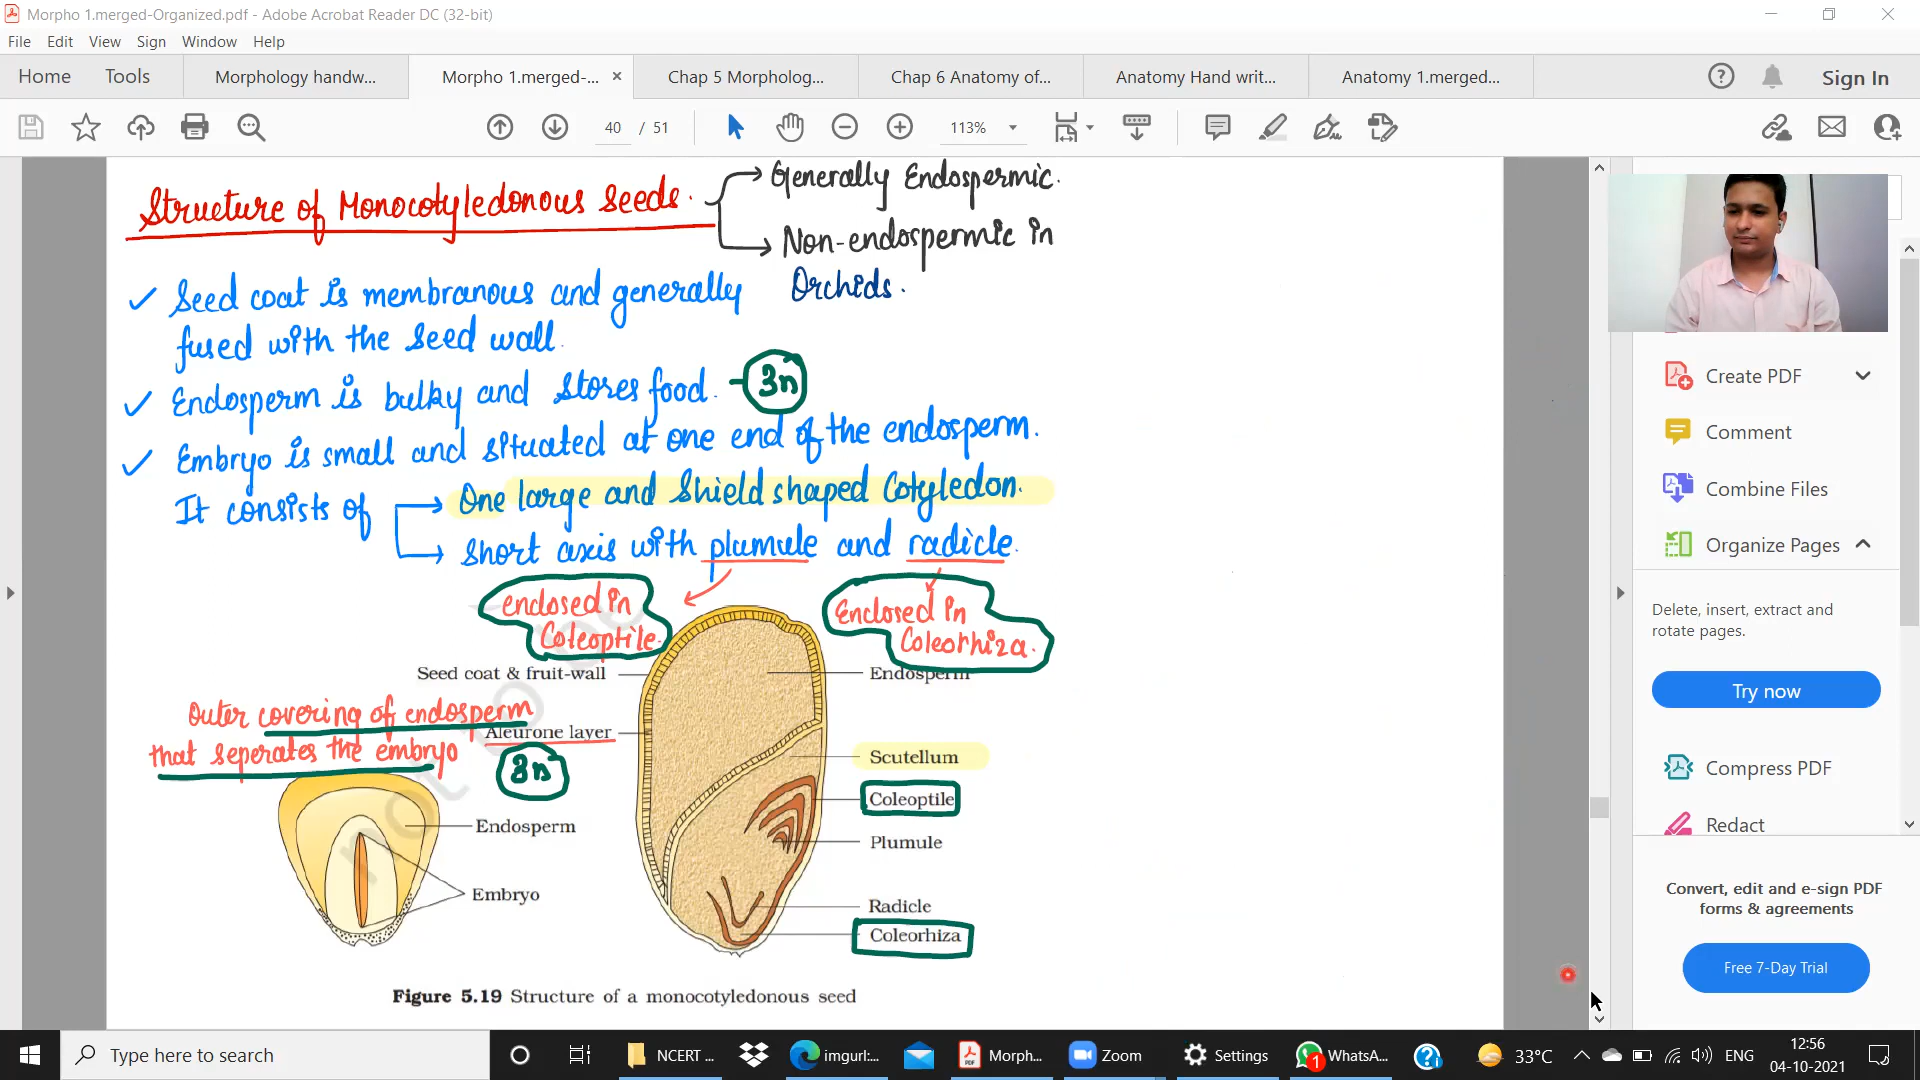 Morpho 1.merged-Organized.pdf - Adobe Acrobat Reader DC (32-bit)
File Edit View Sign Window Help
Home Tools Morphology handw... Morpho 1.merged-... × Chap 5 Morpholog... Chap 6 Anatomy of... Anatomy Hand writ... Anatomy 1.merged... Sign In
40 / 51 113%
Structure of Monocotyledonous Seeds.
Generally Endospermic.
Non-endospermic in
Orchids.
✓ Seed coat is membranous and generally
fused with the seed wall.
✓ Endosperm is bulky and stores food. - 3n
✓ Embryo is small and situated at one end of the endosperm.
It consists of
One large and shield shaped Cotyledon.
Short axis with plumule and radicle.
enclosed in
Coleoptile.
Enclosed in
Coleorhiza.
Seed coat & fruit-wall
Endosperm
Outer covering of endosperm
that seperates the embryo
Aleurone layer
3n
Scutellum
Coleoptile
Endosperm
Plumule
Embryo
Radicle
Coleorhiza
Figure 5.19 Structure of a monocotyledonous seed
Create PDF
Comment
Combine Files
Organize Pages
Delete, insert, extract and
rotate pages.
Try now
Compress PDF
Redact
Convert, edit and e-sign PDF
forms & agreements
Free 7-Day Trial
Type here to search
NCERT ...
imgurl:...
Morph...
Zoom
Settings
1
WhatsA...
33°C
ENG
12:56
04-10-2021